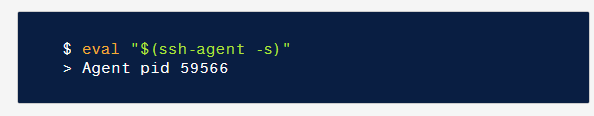 $ eval "$(ssh-agent -s)"
> Agent pid 59566